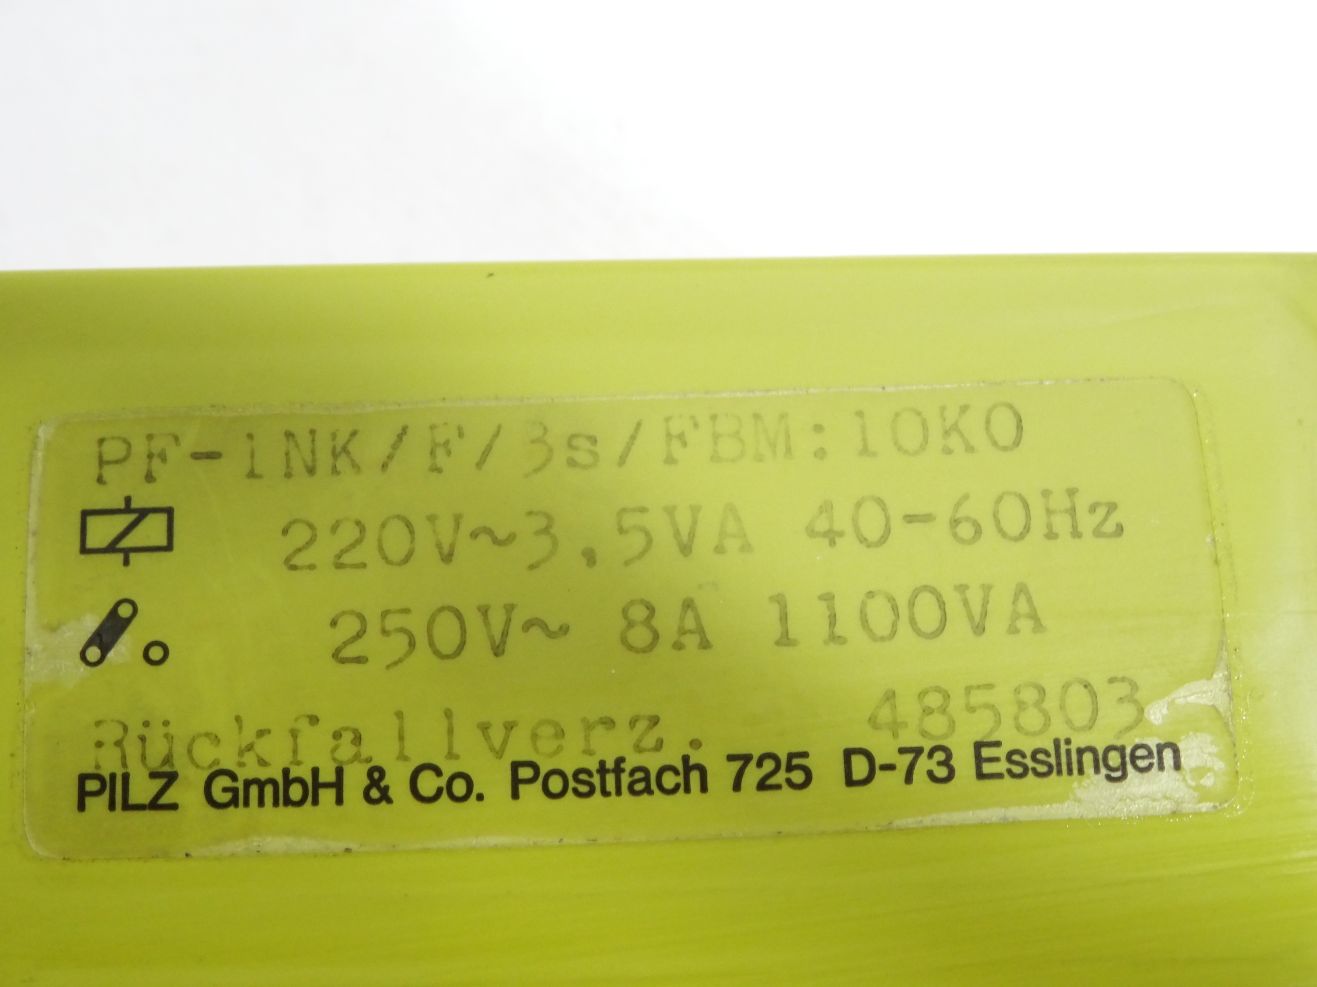 PF-1NK/F/3s/FBM:10K0
220V~3,5VA 40-60Hz
250V~ 8A 1100VA
Rückfallverz. 485803
PILZ GmbH & Co. Postfach 725 D-73 Esslingen